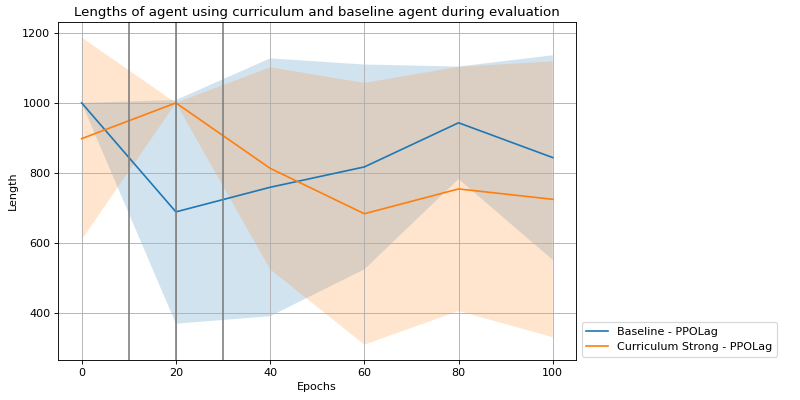 Lengths of agent using curriculum and baseline agent during evaluation
1200
1000
800
600
400
Length
0 20 40 60 80 100
Epochs
Baseline - PPOLag
Curriculum Strong - PPOLag